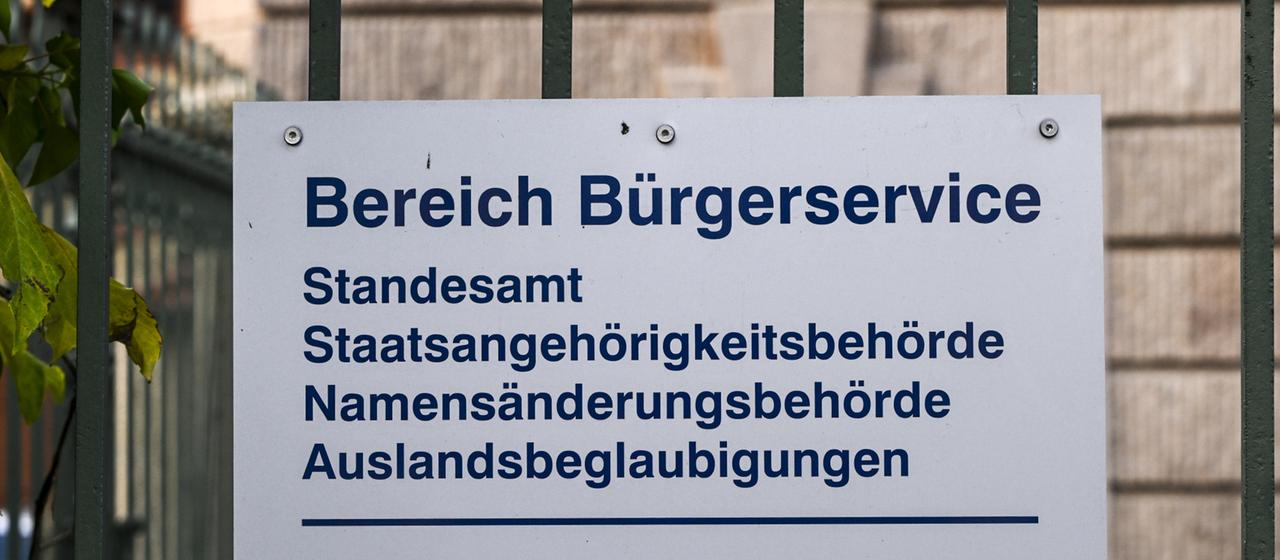 Bereich Bürgerservice
Standesamt
Staatsangehörigkeitsbehörde
Namensänderungsbehörde
Auslandsbeglaubigungen